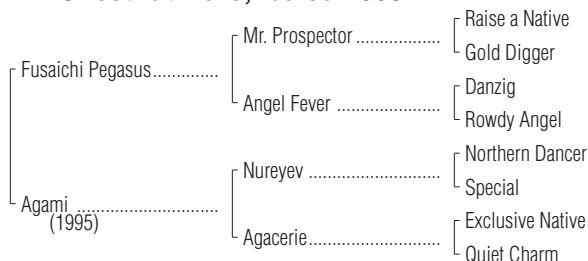 Raise a Native
Mr. Prospector ....................
Gold Digger
Fusaichi Pegasus...............
Danzig
Angel Fever ........................
Rowdy Angel
Northern Dancer
Nureyev ..............................
Special
Agami .................................
(1995)
Exclusive Native
Agacerie..............................
Quiet Charm